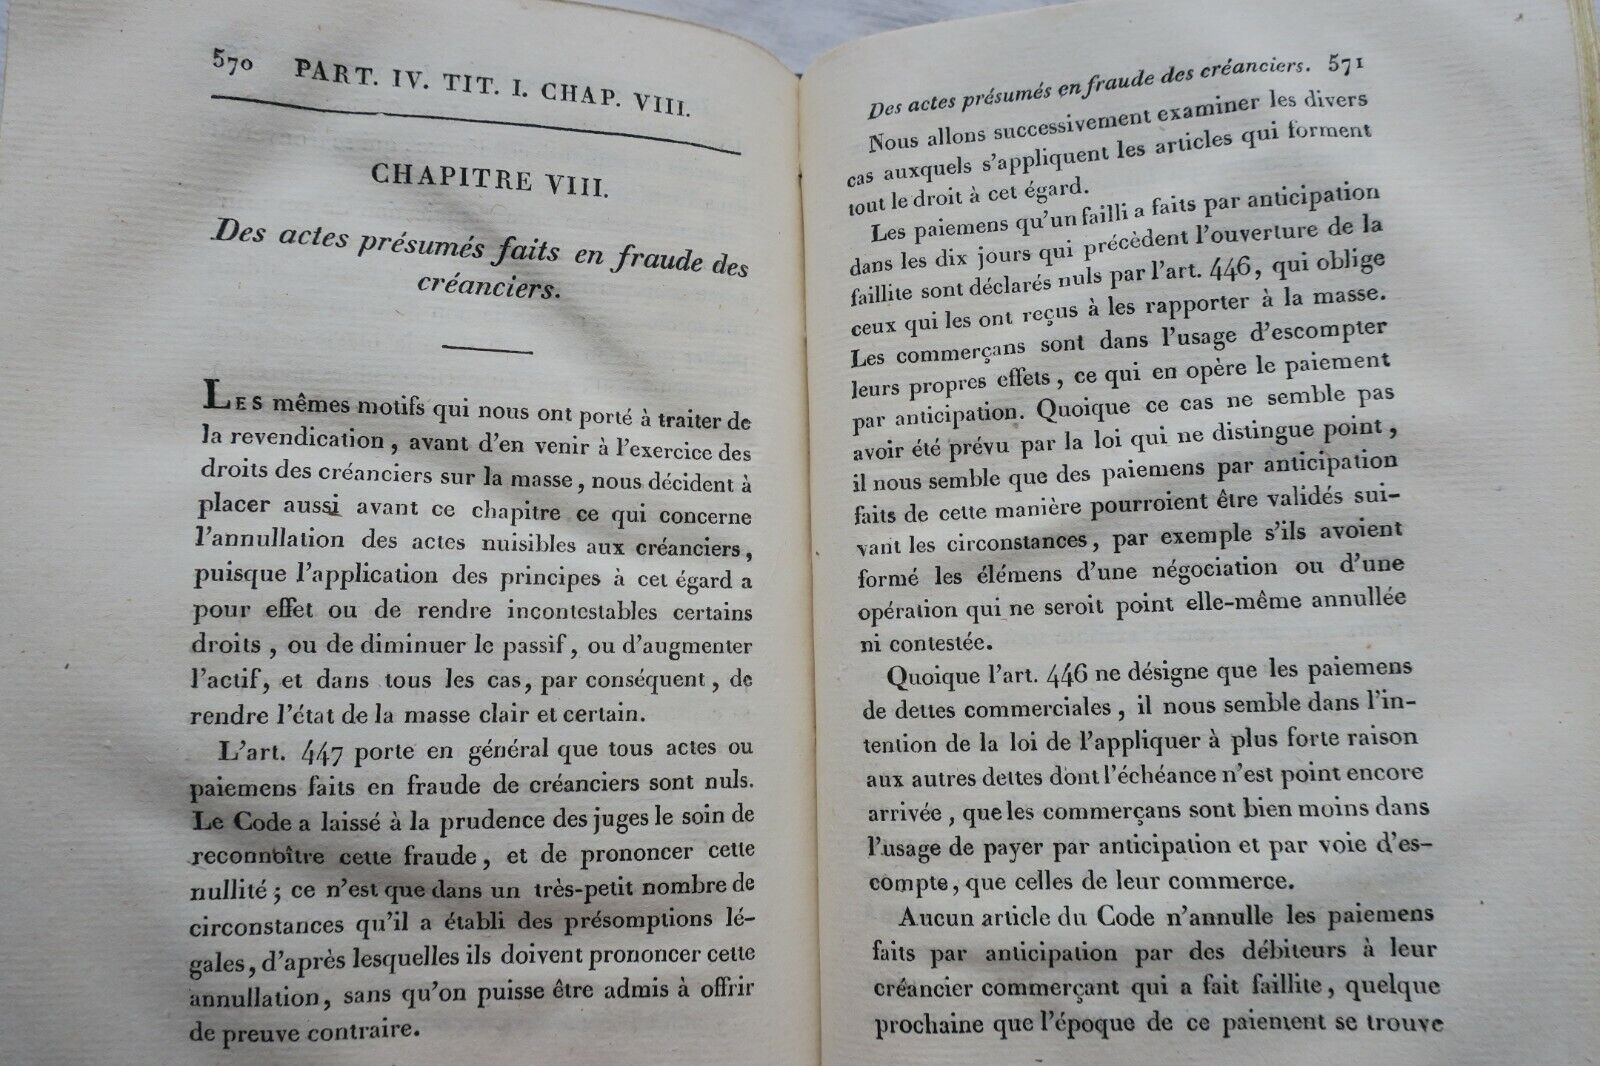 570 PART. IV. TIT. I. CHAP. VIII.
CHAPITRE VIII.
Des actes présumés faits en fraude des
créanciers.
LES mêmes motifs qui nous ont porté à traiter de
la revendication, avant d'en venir à l'exercice des
droits des créanciers sur la masse, nous décident à
placer aussi avant ce chapitre ce qui concerne
l'annullation des actes nuisibles aux créanciers,
puisque l'application des principes à cet égard a
pour effet ou de rendre incontestables certains
droits, ou de diminuer le passif, ou d'augmenter
l'actif, et dans tous les cas, par conséquent, de
rendre l'état de la masse clair et certain.
L'art. 447 porte en général que tous actes ou
paiemens faits en fraude de créanciers sont nuls.
Le Code a laissé à la prudence des juges le soin de
reconnoître cette fraude, et de prononcer cette
nullité; ce n'est que dans un très-petit nombre de
circonstances qu'il a établi des présomptions lé-
gales, d'après lesquelles ils doivent prononcer cette
annullation, sans qu'on puisse être admis à offrir
de preuve contraire.
Des actes présumés en fraude des créanciers. 571
Nous allons successivement examiner les divers
cas auxquels s'appliquent les articles qui forment
tout le droit à cet égard.
Les paiemens qu'un failli a faits par anticipation
dans les dix jours qui précèdent l'ouverture de la
faillite sont déclarés nuls par l'art. 446, qui oblige
ceux qui les ont reçus à les rapporter à la masse.
Les commerçans sont dans l'usage d'escompter
leurs propres effets, ce qui en opère le paiement
par anticipation. Quoique ce cas ne semble pas
avoir été prévu par la loi qui ne distingue point,
il nous semble que des paiemens par anticipation
faits de cette manière pourroient être validés sui-
vant les circonstances, par exemple s'ils avoient
formé les élémens d'une négociation ou d'une
opération qui ne seroit point elle-même annullée
ni contestée.
Quoique l'art. 446 ne désigne que les paiemens
de dettes commerciales, il nous semble dans l'in-
tention de la loi de l'appliquer à plus forte raison
aux autres dettes dont l'échéance n'est point encore
arrivée, que les commerçans sont bien moins dans
l'usage de payer par anticipation et par voie d'es-
compte, que celles de leur commerce.
Aucun article du Code n'annulle les paiemens
faits par anticipation par des débiteurs à leur
créancier commerçant qui a fait faillite, quelque
prochaine que l'époque de ce paiement se trouve